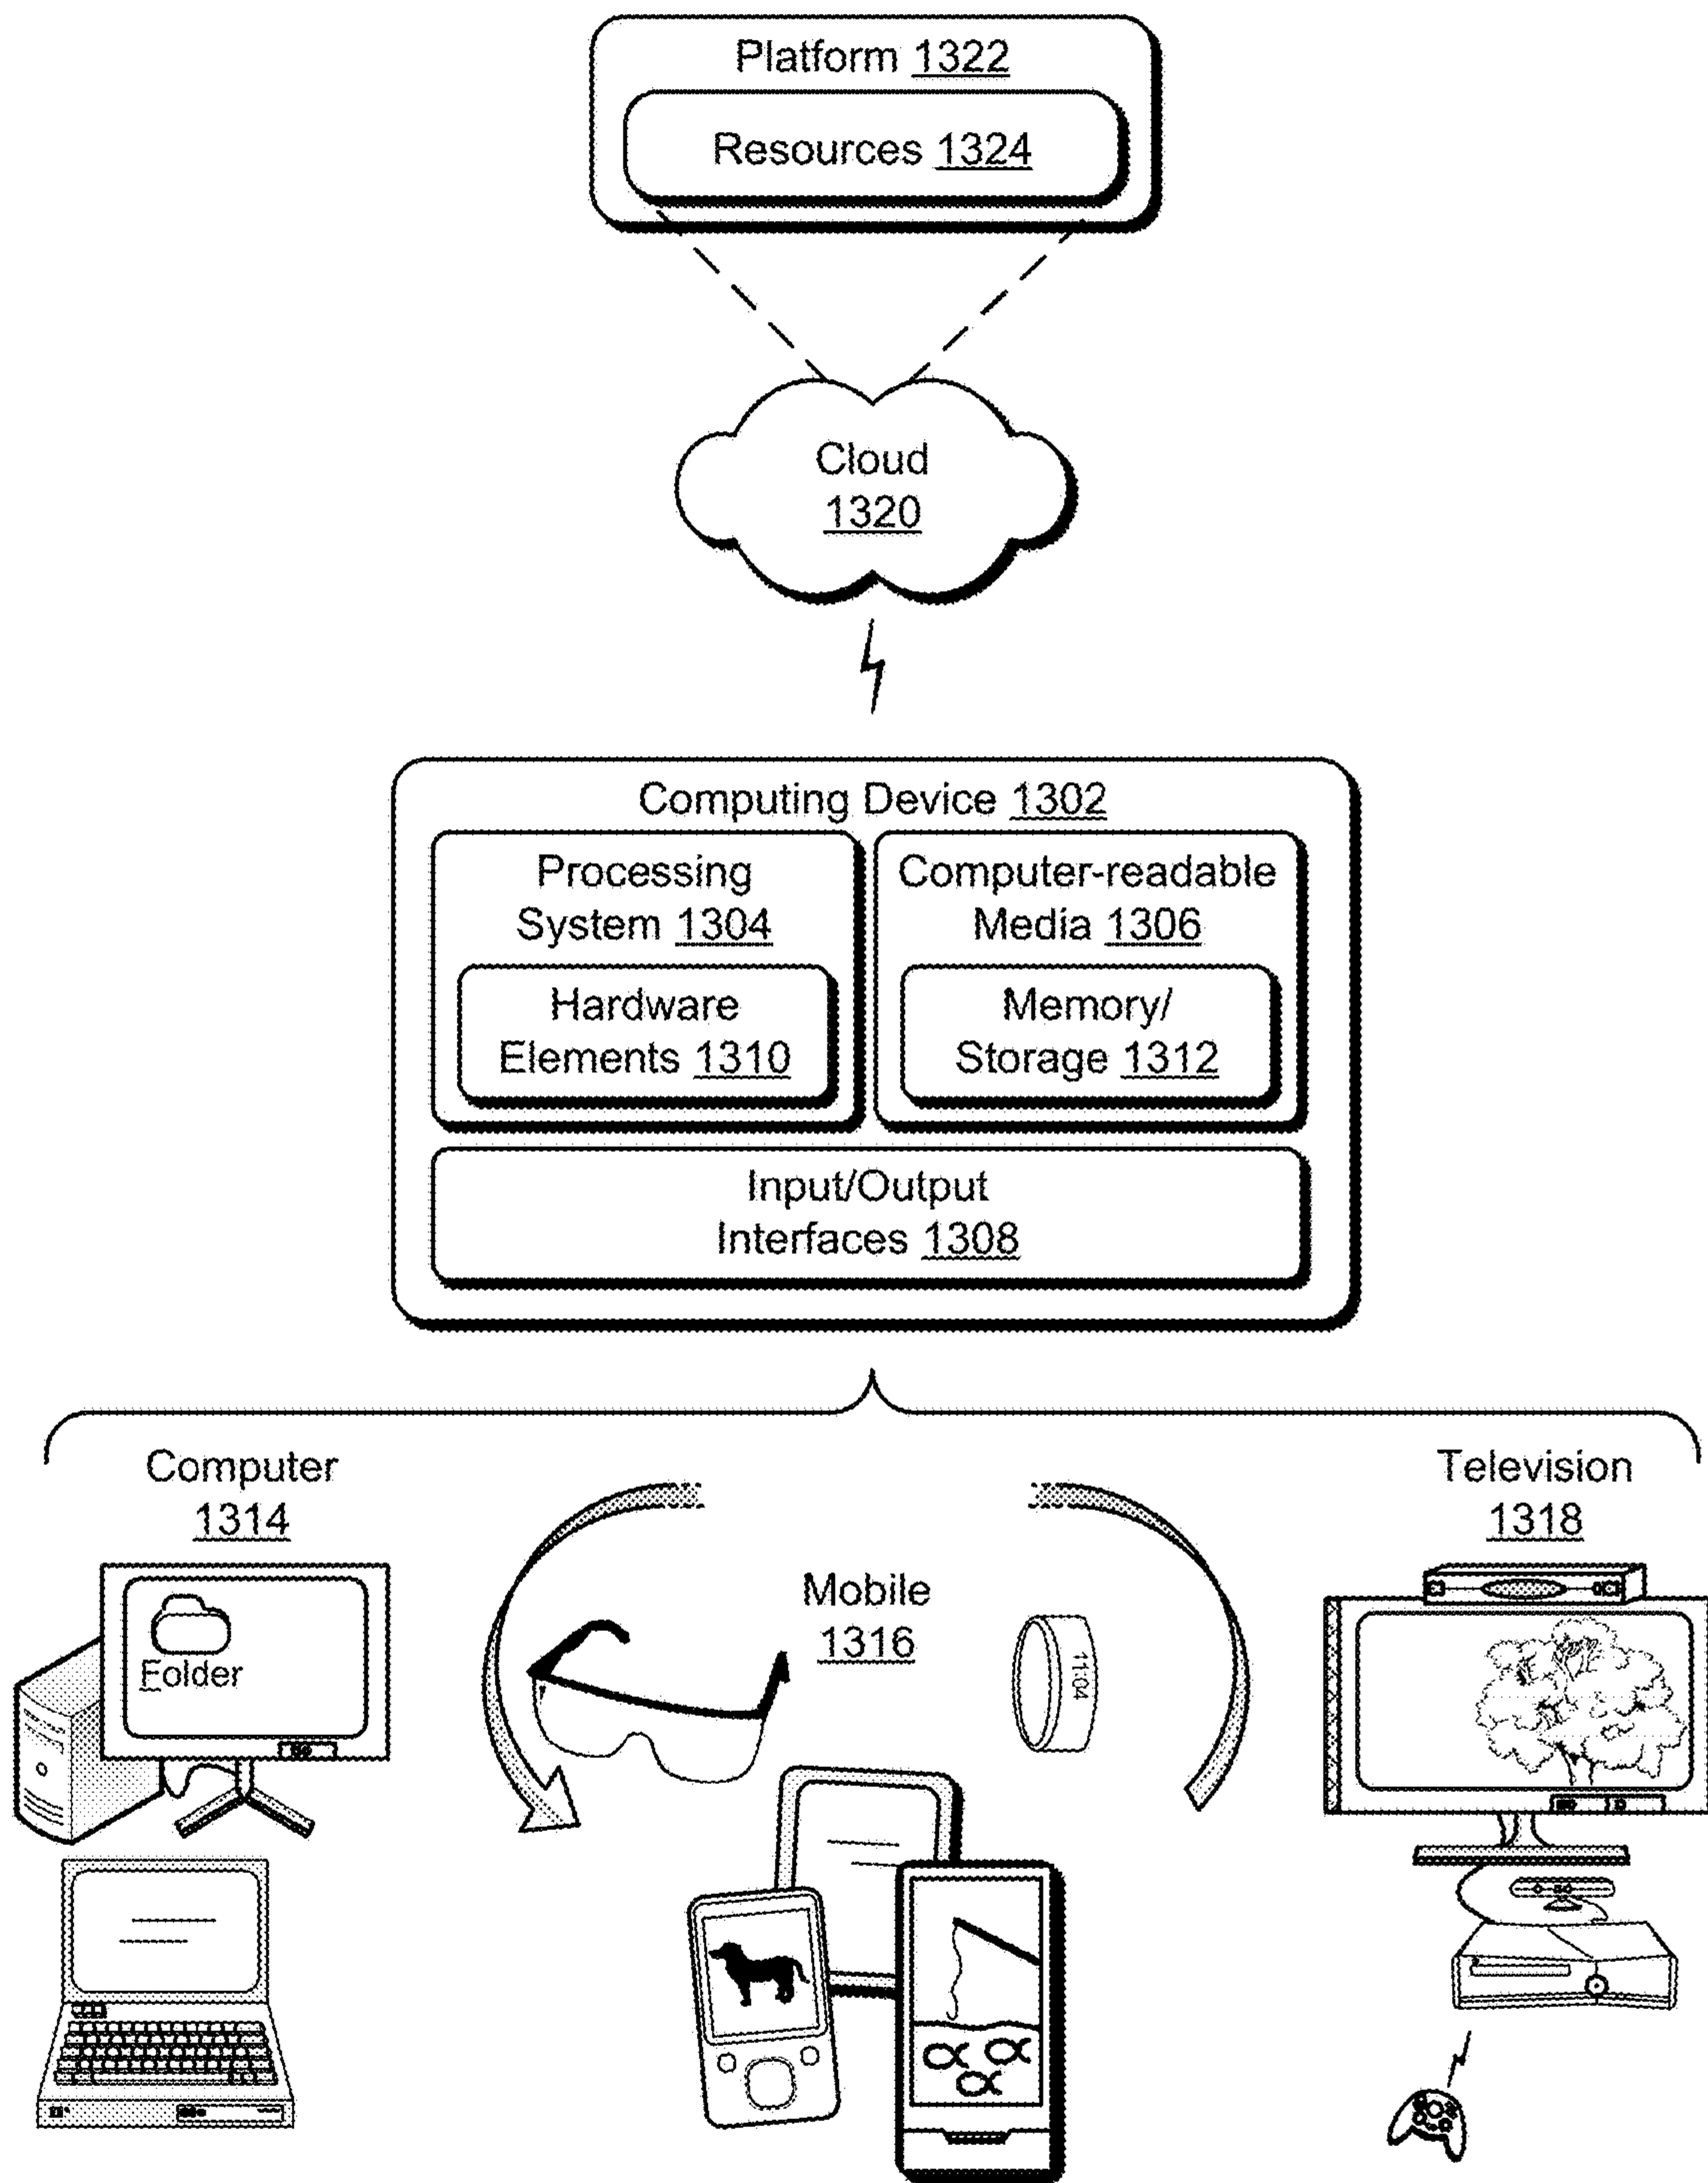 Platform 1322
Resources 1324
Cloud
1320
Computing Device 1302
Processing
System 1304
Hardware
Elements 1310
Computer-readable
Media 1306
Memory/
Storage 1312
Input/Output
Interfaces 1308
Computer
1314
Folder
Mobile
1316
11:04
Television
1318